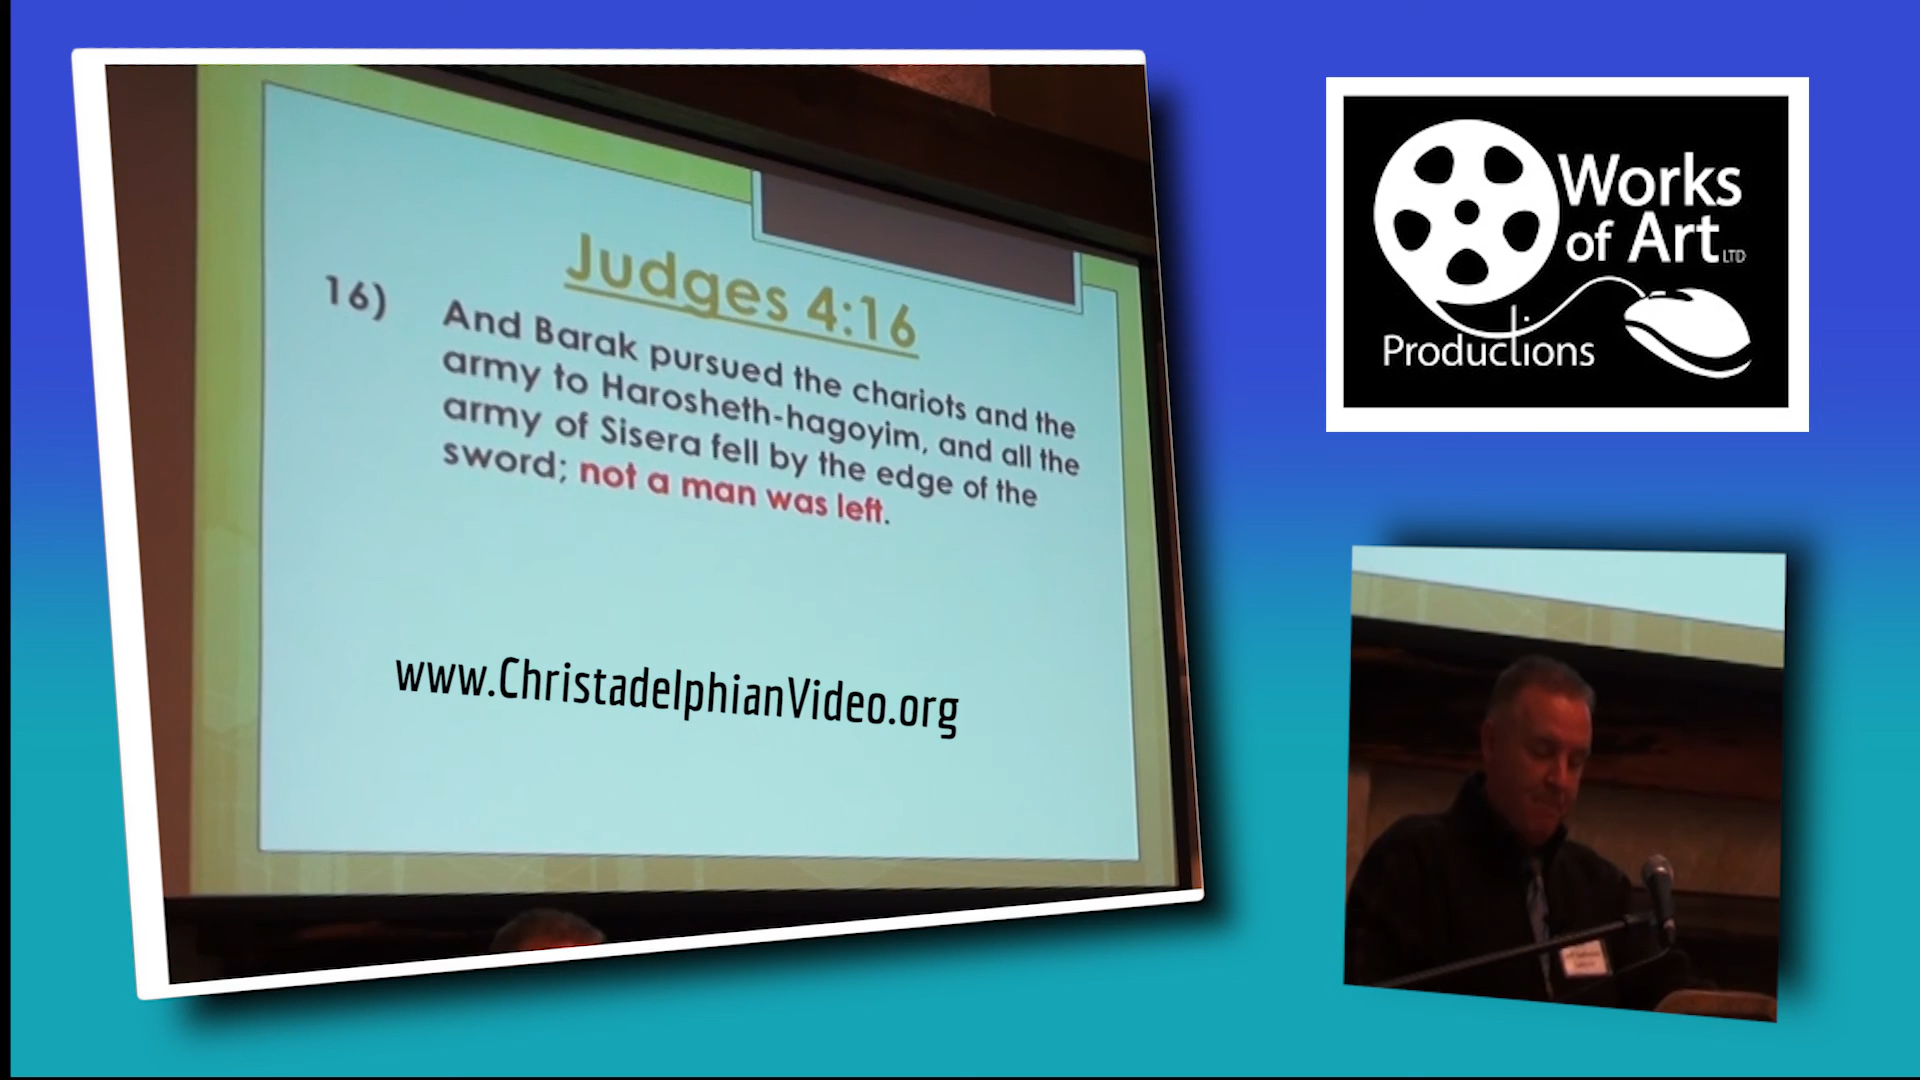 Judges 4:16
16) And Barak pursued the chariots and the
army to Harosheth-hagoyim, and all the
army of Sisera fell by the edge of the
sword; not a man was left.
www.ChristadelphianVideo.org
Works
of Art LTD
Productions